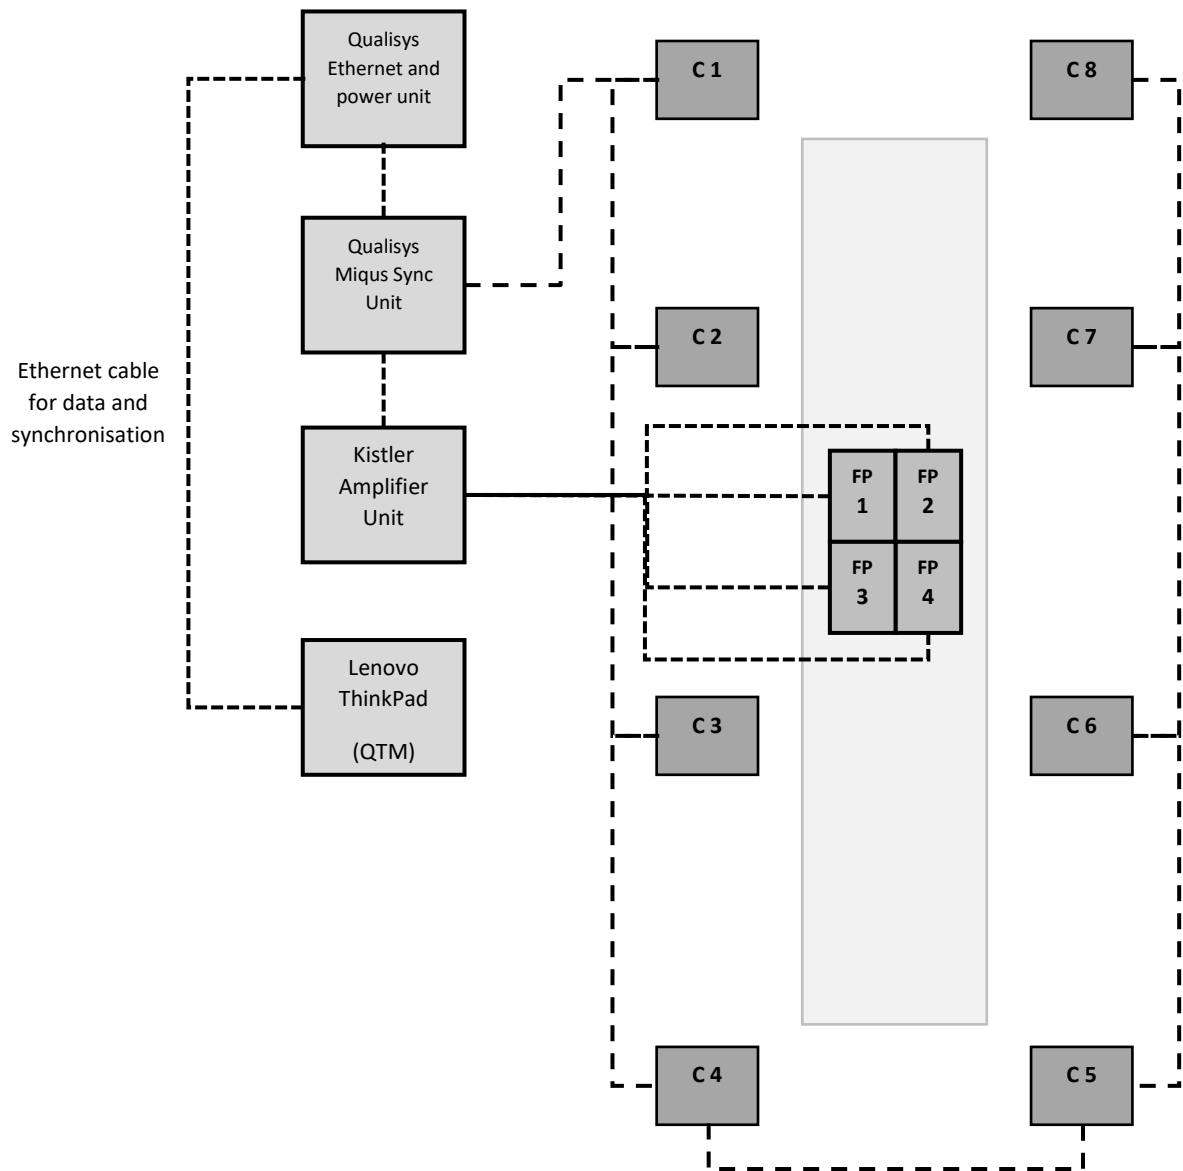 Qualisys
Ethernet and
power unit
C 1
C 8
Qualisys
Miqus Sync
Unit
C 2
C 7
Ethernet cable
for data and
synchronisation
Kistler
Amplifier
Unit
FP
1
FP
2
FP
3
FP
4
Lenovo
ThinkPad
(QTM)
C 3
C 6
C 4
C 5